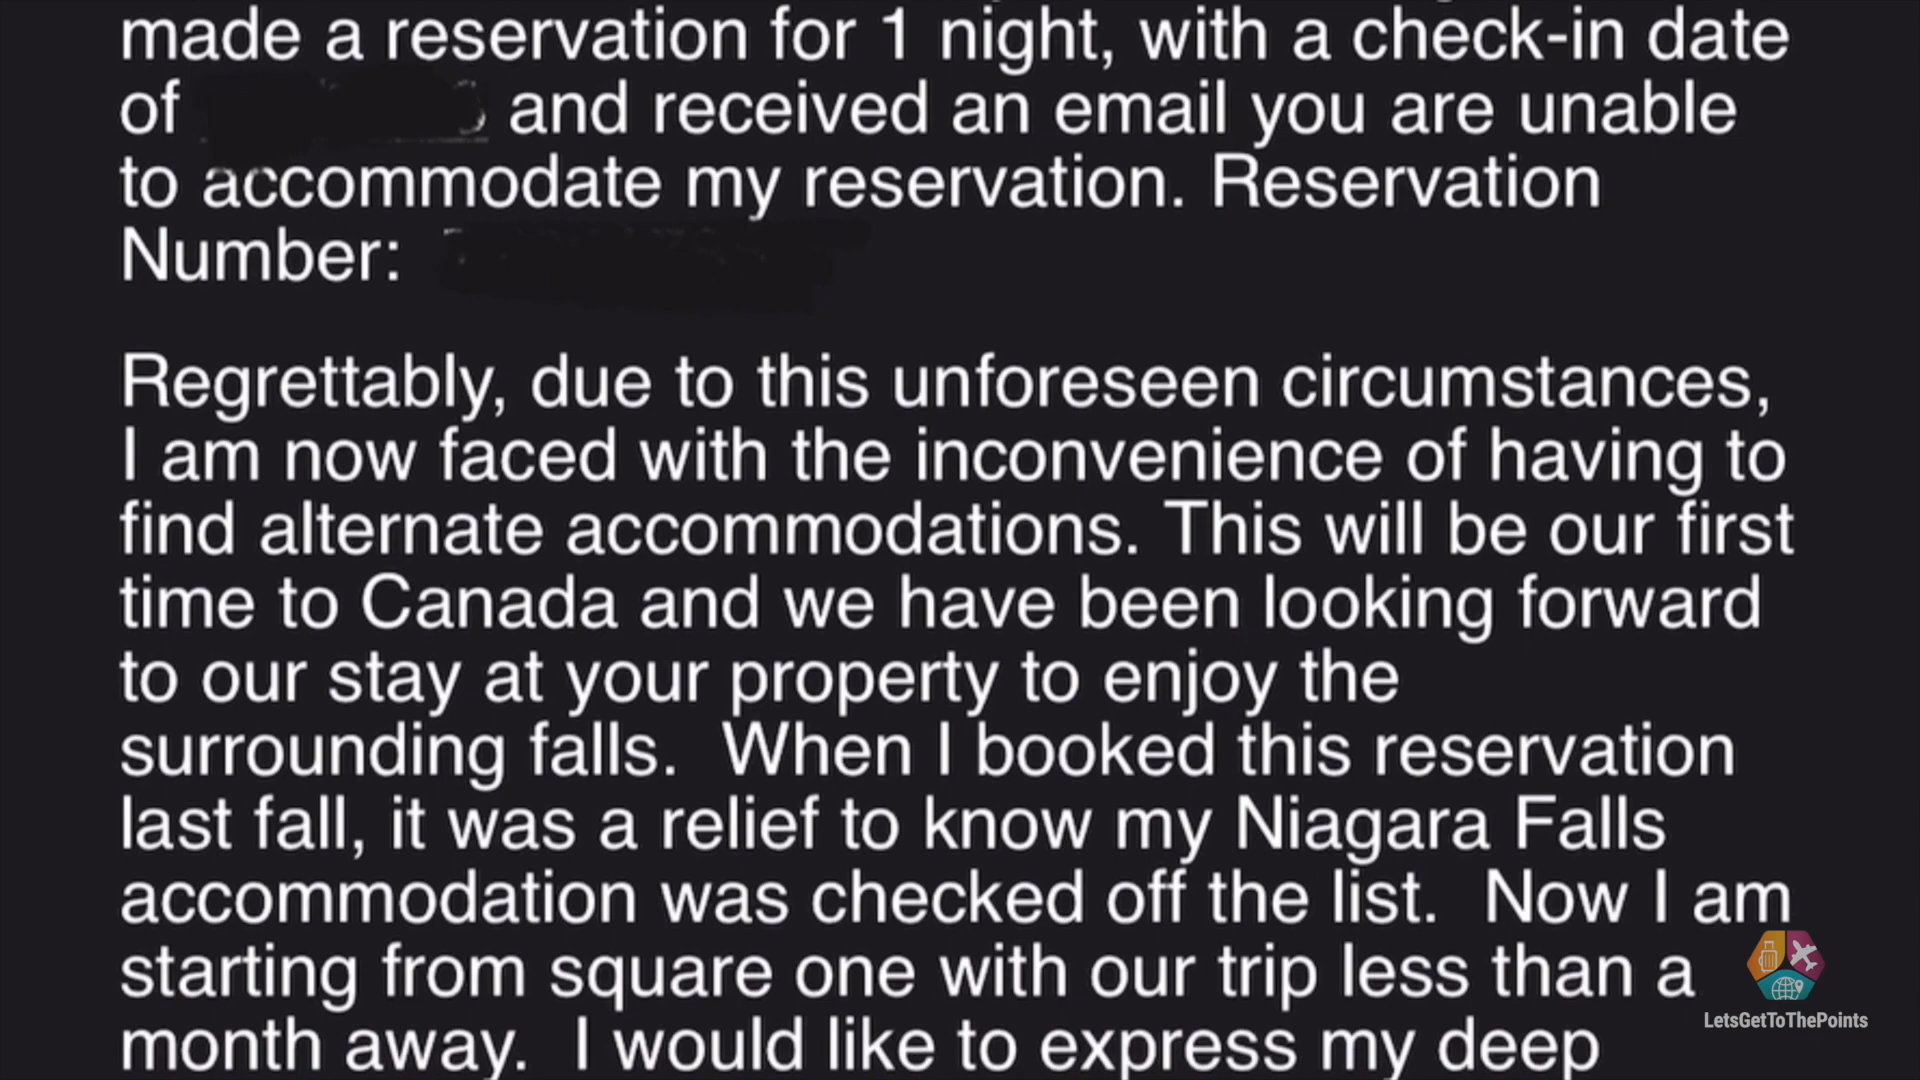 made a reservation for 1 night, with a check-in date
of and received an email you are unable
to accommodate my reservation. Reservation
Number:
Regrettably, due to this unforeseen circumstances,
I am now faced with the inconvenience of having to
find alternate accommodations. This will be our first
time to Canada and we have been looking forward
to our stay at your property to enjoy the
surrounding falls.  When I booked this reservation
last fall, it was a relief to know my Niagara Falls
accommodation was checked off the list.  Now I am
starting from square one with our trip less than a
month away.  I would like to express my deep
LetsGetToThePoints